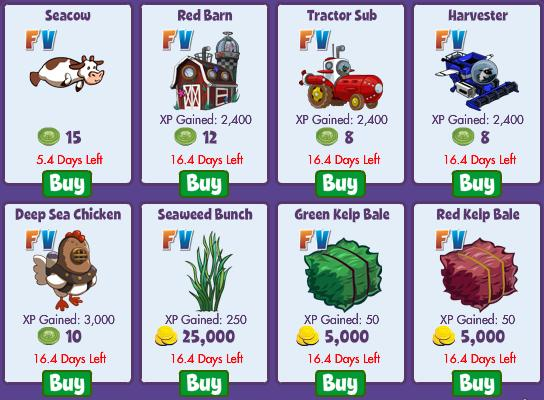 Seacow
FV
15
5.4 Days Left
Buy
Red Barn
FV
XP Gained: 2,400
12
16.4 Days Left
Buy
Tractor Sub
FV
XP Gained: 2,400
8
16.4 Days Left
Buy
Harvester
FV
XP Gained: 2,400
8
16.4 Days Left
Buy
Deep Sea Chicken
FV
XP Gained: 3,000
10
16.4 Days Left
Buy
Seaweed Bunch
FV
XP Gained: 250
25,000
16.4 Days Left
Buy
Green Kelp Bale
FV
XP Gained: 50
5,000
16.4 Days Left
Buy
Red Kelp Bale
FV
XP Gained: 50
5,000
16.4 Days Left
Buy